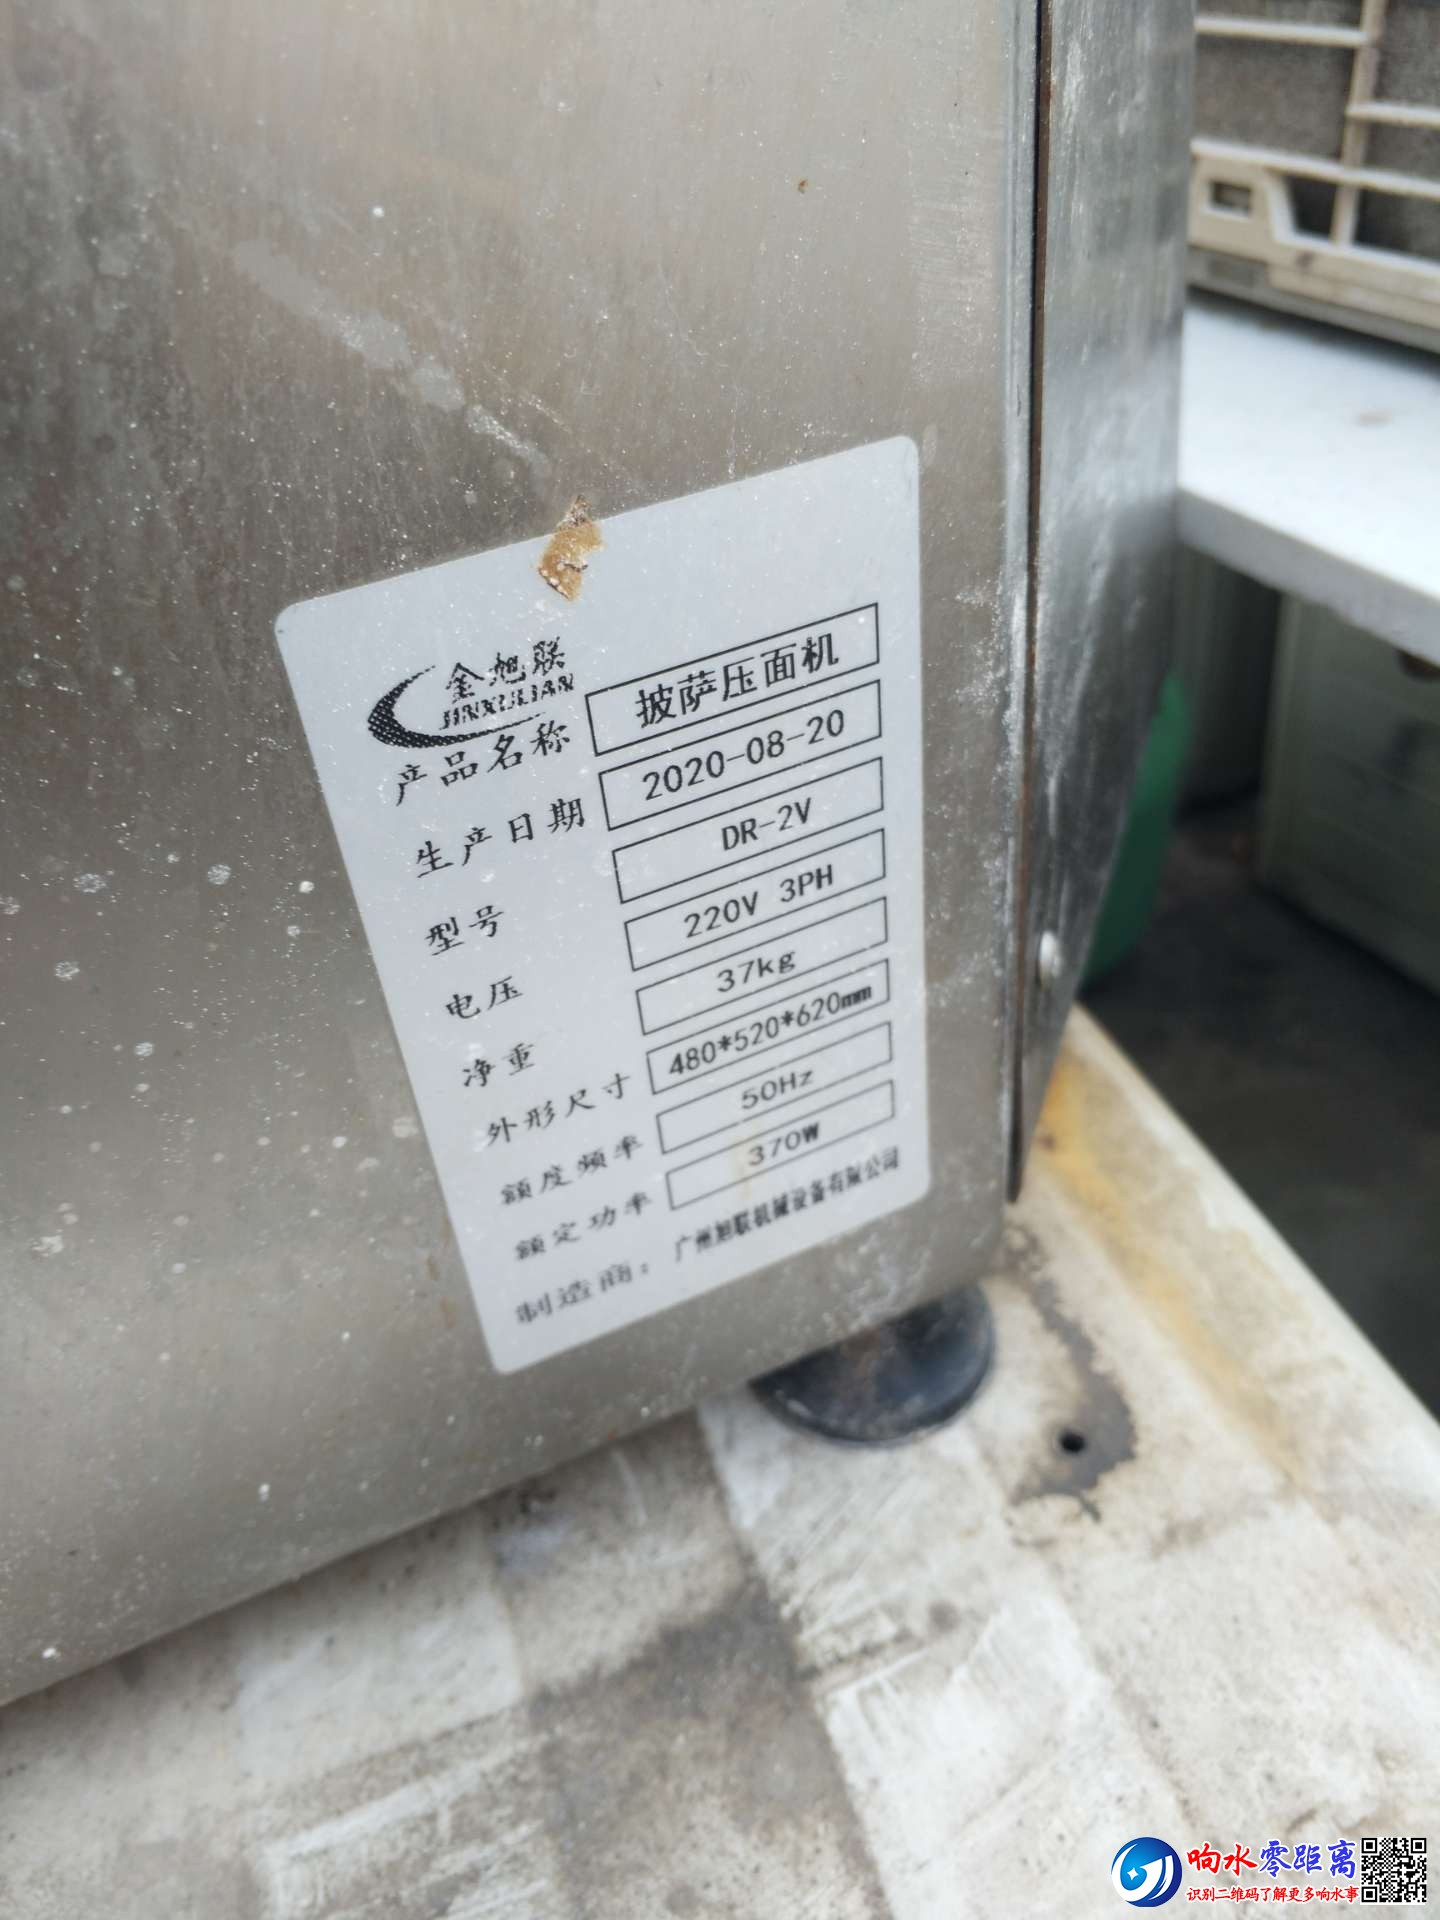 金旭联
JINXULIAN
产品名称 披萨压面机
生产日期 2020-08-20
型号 DR-2V
电压 220V 3PH
净重 37kg
外形尺寸 480*520*620mm
额度频率 50Hz
额定功率 370W
制造商：广州旭联机械设备有限公司
响水零距离
识别二维码了解更多响水事